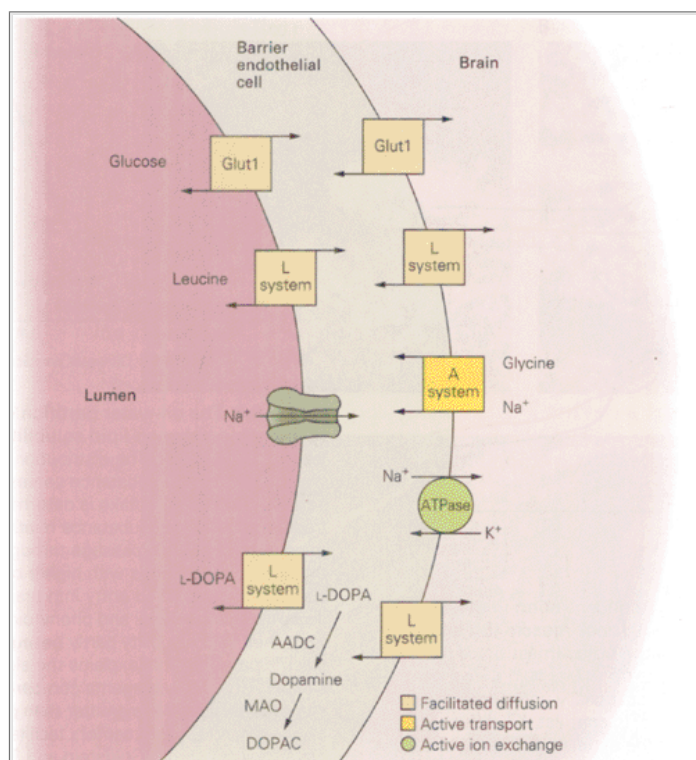 Barrier
endothelial
cell
Brain
Glucose
Glut1
Glut1
Leucine
L
system
L
system
Lumen
Na⁺
A
system
Glycine
Na⁺
Na⁺
ATPase
K⁺
L-DOPA
L
system
L-DOPA
AADC
Dopamine
MAO
DOPAC
L
system
Facilitated diffusion
Active transport
Active ion exchange